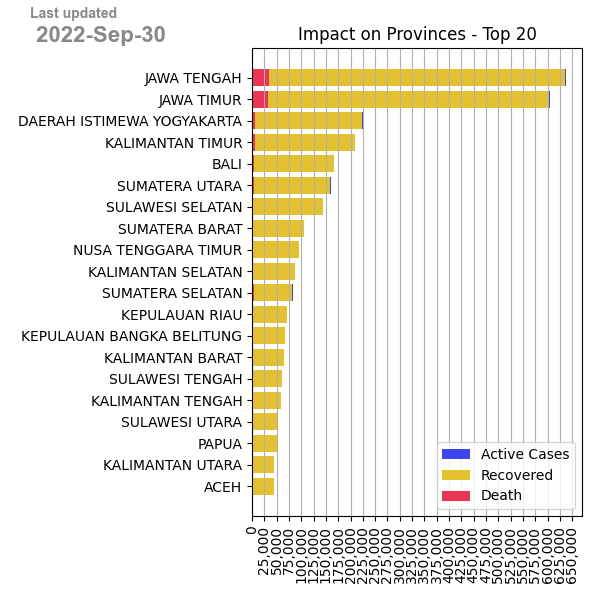 Last updated
2022-Sep-30
Impact on Provinces - Top 20
JAWA TENGAH
JAWA TIMUR
DAERAH ISTIMEWA YOGYAKARTA
KALIMANTAN TIMUR
BALI
SUMATERA UTARA
SULAWESI SELATAN
SUMATERA BARAT
NUSA TENGGARA TIMUR
KALIMANTAN SELATAN
SUMATERA SELATAN
KEPULAUAN RIAU
KEPULAUAN BANGKA BELITUNG
KALIMANTAN BARAT
SULAWESI TENGAH
KALIMANTAN TENGAH
SULAWESI UTARA
PAPUA
KALIMANTAN UTARA
ACEH
Active Cases
Recovered
Death
0
25,000
50,000
75,000
100,000
125,000
150,000
175,000
200,000
225,000
250,000
275,000
300,000
325,000
350,000
375,000
400,000
425,000
450,000
475,000
500,000
525,000
550,000
575,000
600,000
625,000
650,000